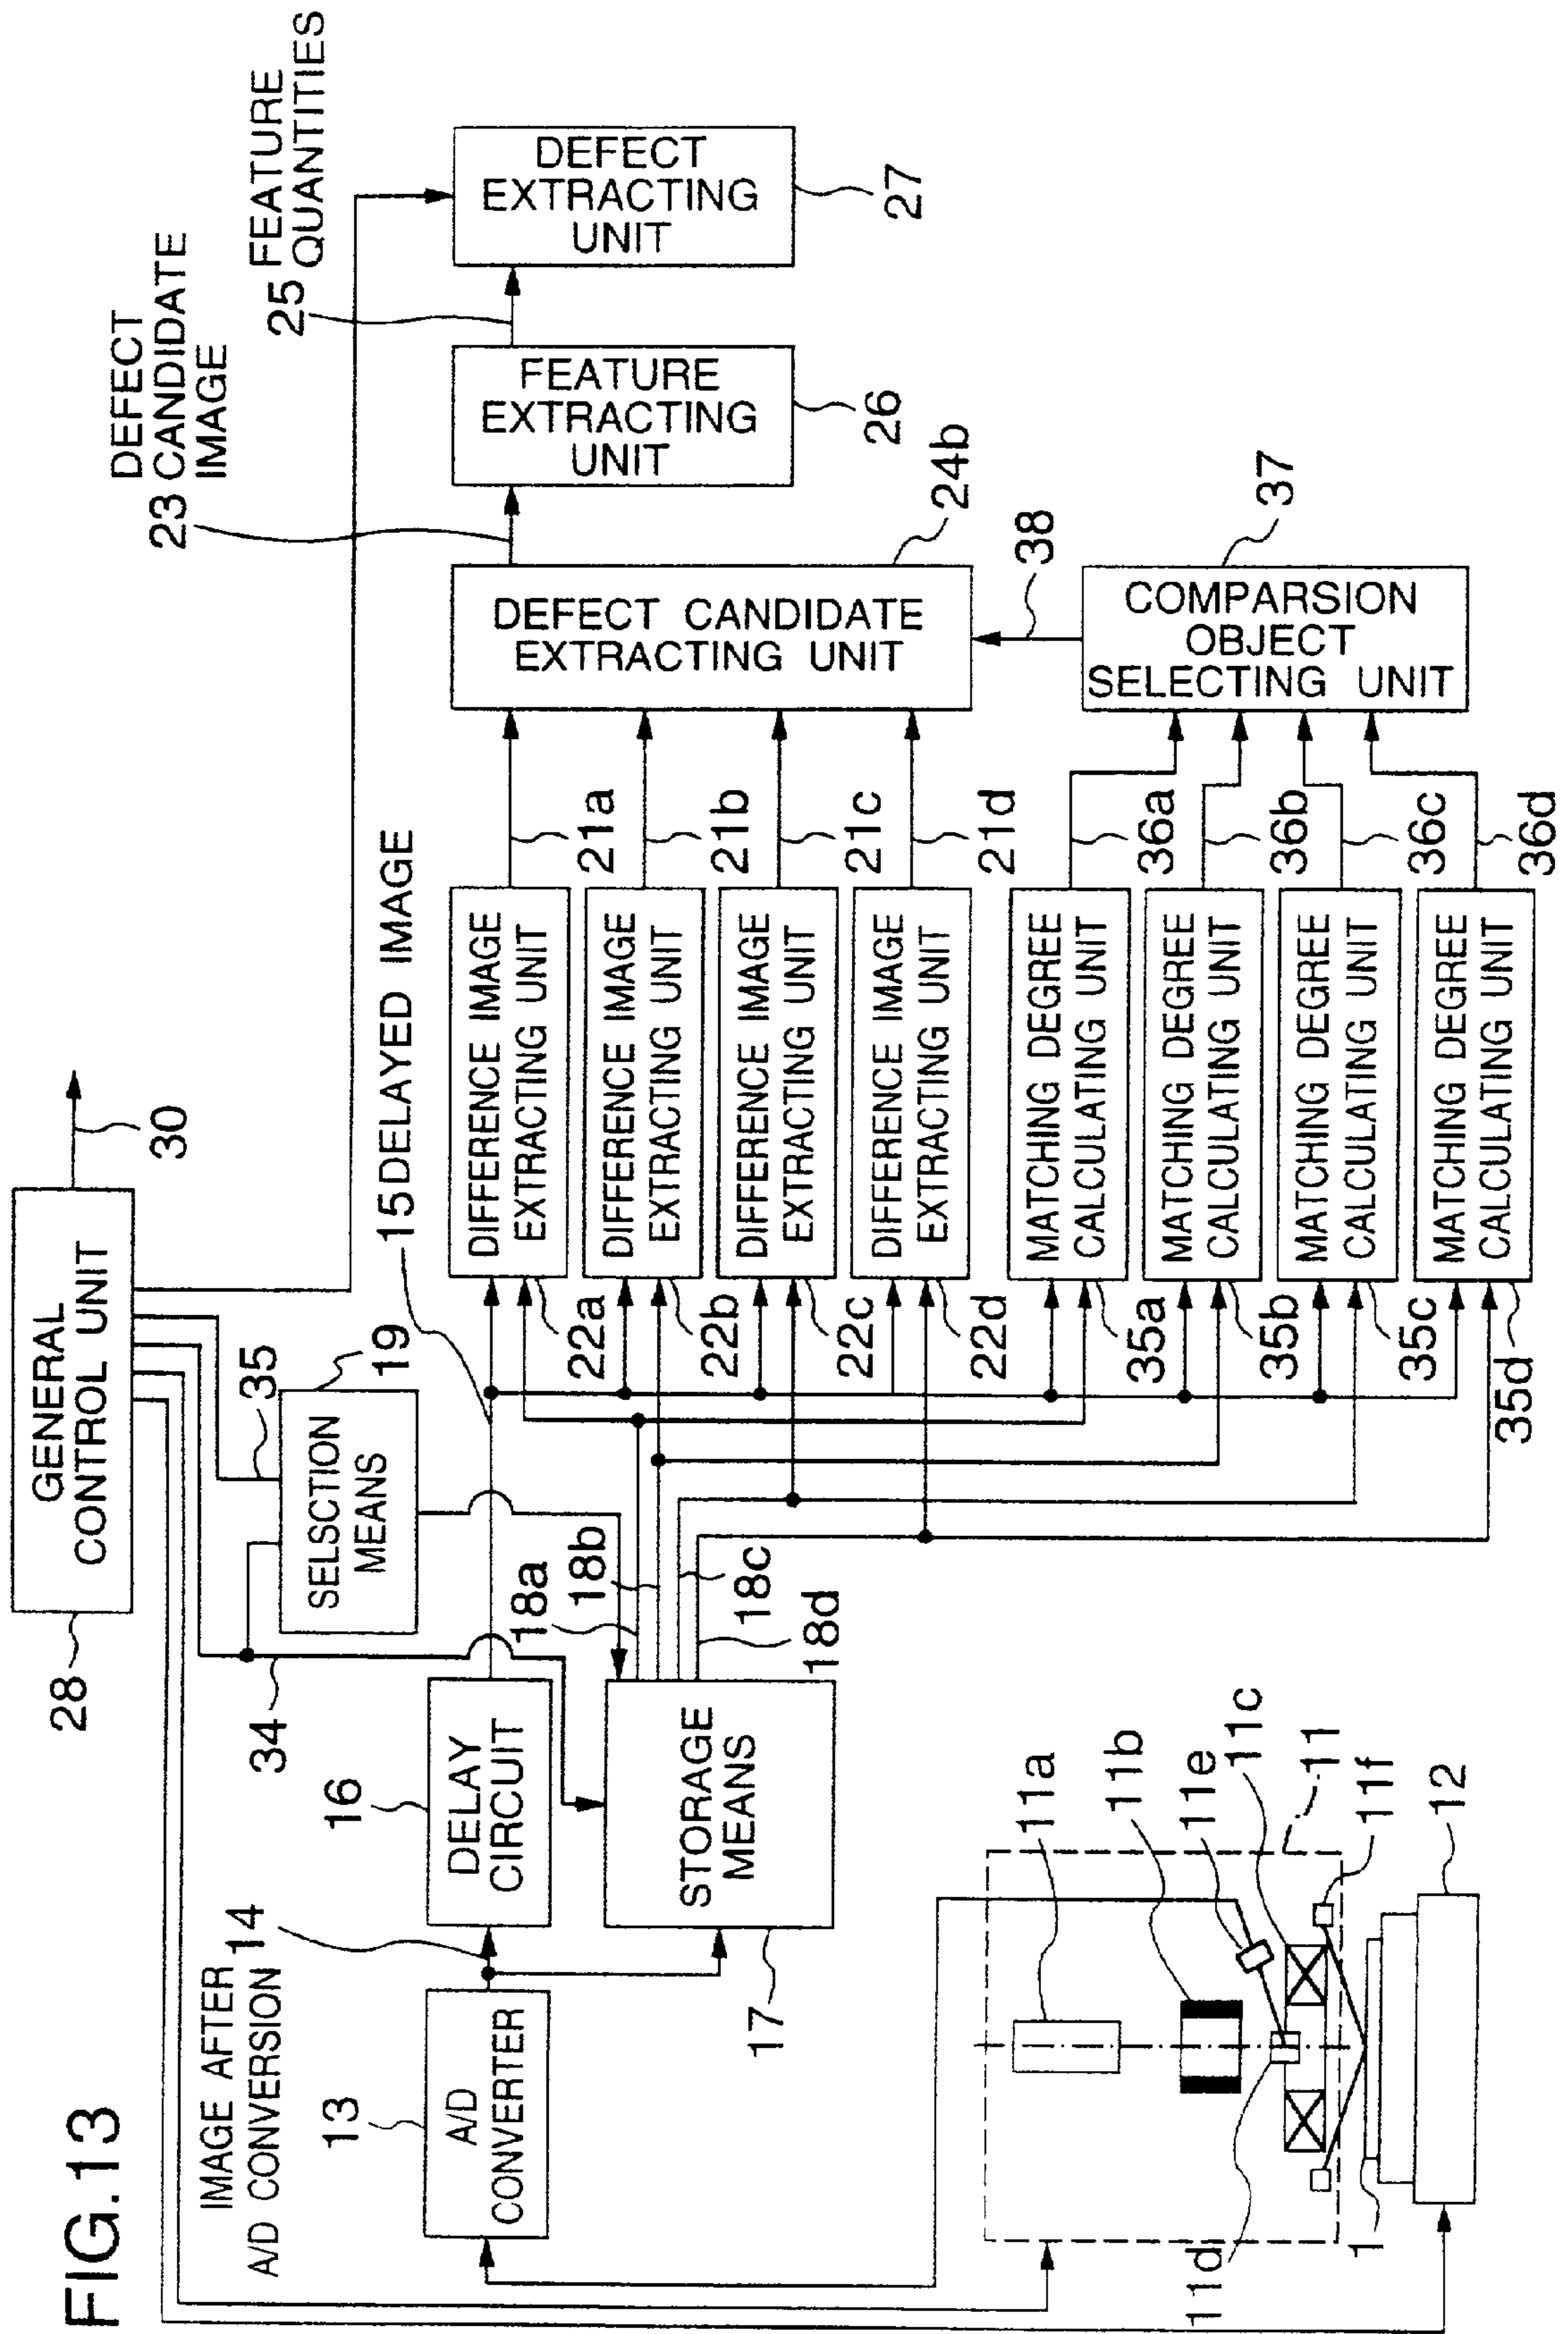 FIG.13
GENERAL
CONTROL UNIT
28
30
34
35
SELSCTION
MEANS
19
IMAGE AFTER
A/D CONVERSION 14
13
A/D
CONVERTER
16
DELAY
CIRCUIT
15 DELAYED IMAGE
STORAGE
MEANS
17
18a
18b
18c
18d
DIFFERENCE IMAGE
EXTRACTING UNIT
22a
21a
DIFFERENCE IMAGE
EXTRACTING UNIT
22b
21b
DIFFERENCE IMAGE
EXTRACTING UNIT
22c
21c
DIFFERENCE IMAGE
EXTRACTING UNIT
22d
21d
MATCHING DEGREE
CALCULATING UNIT
35a
36a
MATCHING DEGREE
CALCULATING UNIT
35b
36b
MATCHING DEGREE
CALCULATING UNIT
35c
36c
MATCHING DEGREE
CALCULATING UNIT
35d
36d
DEFECT CANDIDATE
EXTRACTING UNIT
24b
38
COMPARSION
OBJECT
SELECTING UNIT
37
DEFECT
23 CANDIDATE
IMAGE
FEATURE
EXTRACTING
UNIT
26
25 FEATURE
QUANTITIES
DEFECT
EXTRACTING
UNIT
27
11a
11b
11e
11c
11
11f
12
11d
1